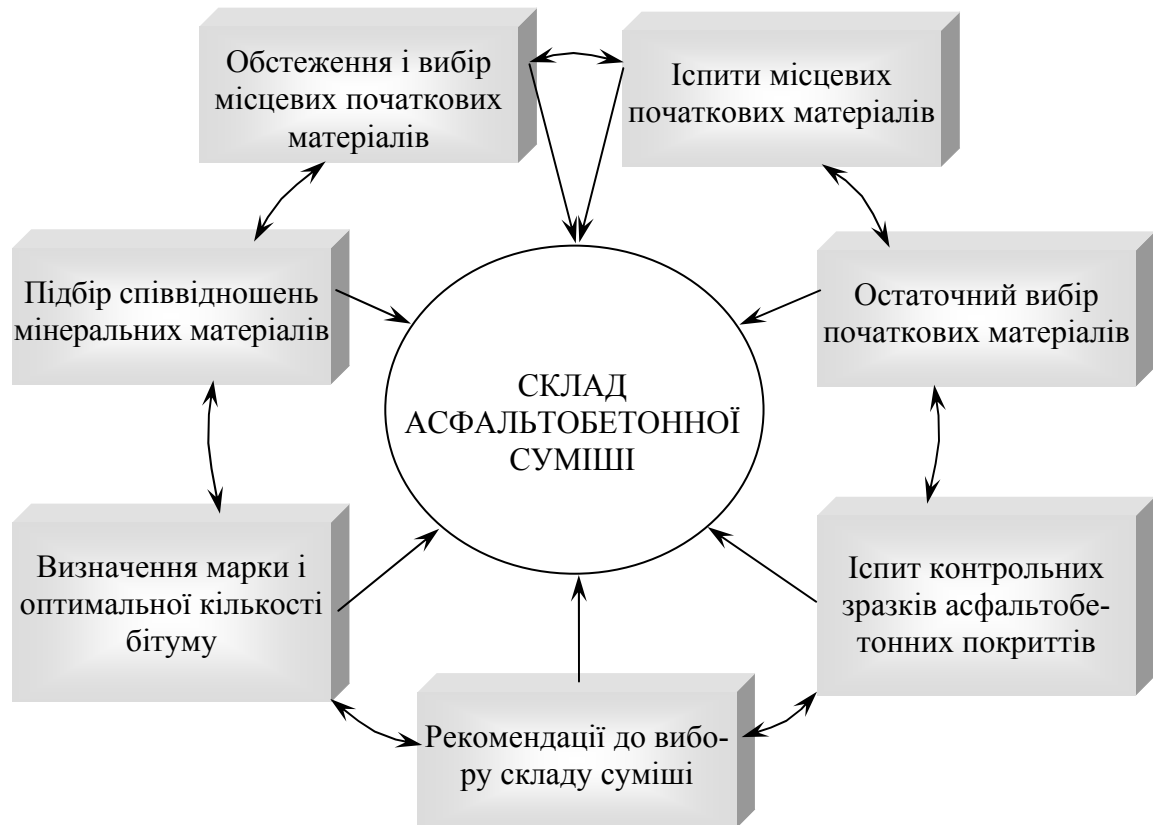 Обстеження і вибір
місцевих початкових
матеріалів
Іспити місцевих
початкових матеріалів
Підбір співвідношень
мінеральних матеріалів
Остаточний вибір
початкових матеріалів
СКЛАД
АСФАЛЬТОБЕТОННОЇ
СУМІШІ
Визначення марки і
оптимальної кількості
бітуму
Іспит контрольних
зразків асфальтобе-
тонних покриттів
Рекомендації до вибо-
ру складу суміші